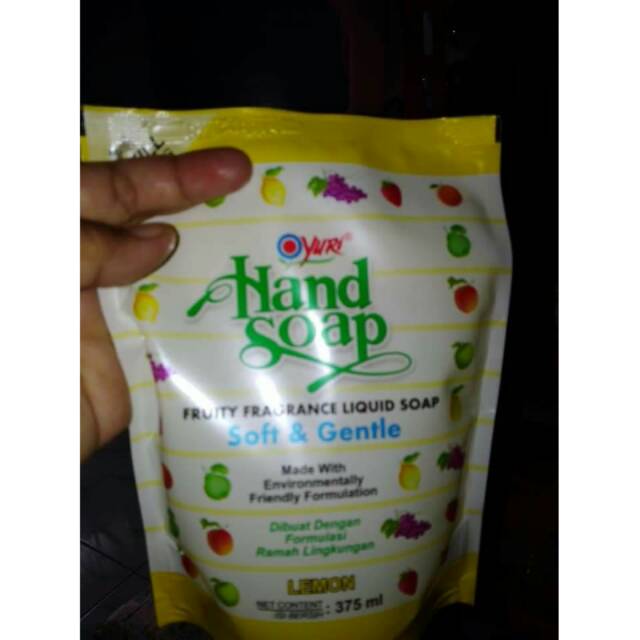 YURI®
Hand
Soap
FRUITY FRAGRANCE LIQUID SOAP
Soft & Gentle
Made With
Environmentally
Friendly Formulation
Dibuat Dengan
Formulasi
Ramah Lingkungan
LEMON
NET CONTENT
: 375 ml